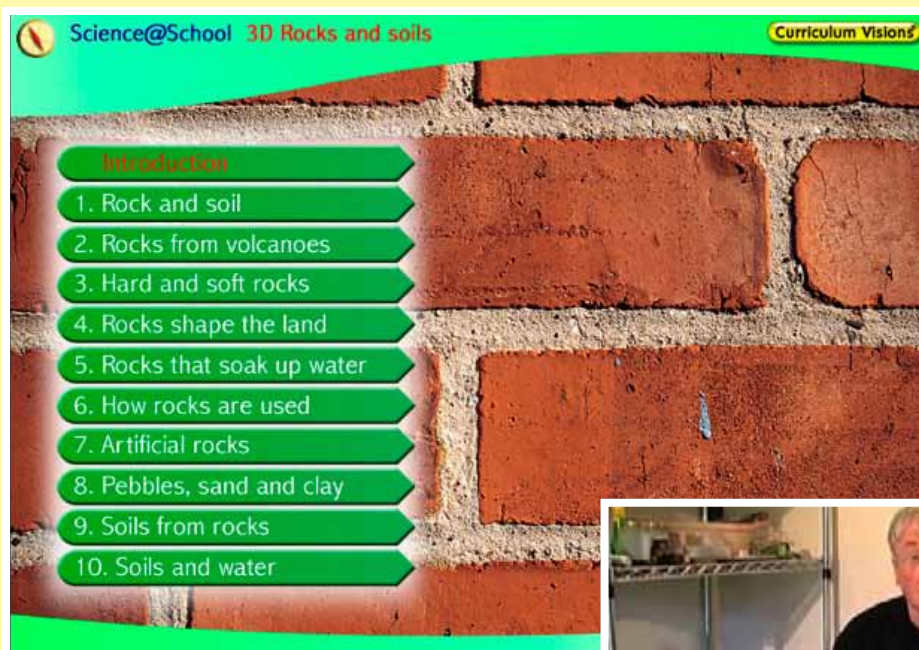 Science@School 3D Rocks and soils
Curriculum Visions
Introduction
1. Rock and soil
2. Rocks from volcanoes
3. Hard and soft rocks
4. Rocks shape the land
5. Rocks that soak up water
6. How rocks are used
7. Artificial rocks
8. Pebbles, sand and clay
9. Soils from rocks
10. Soils and water